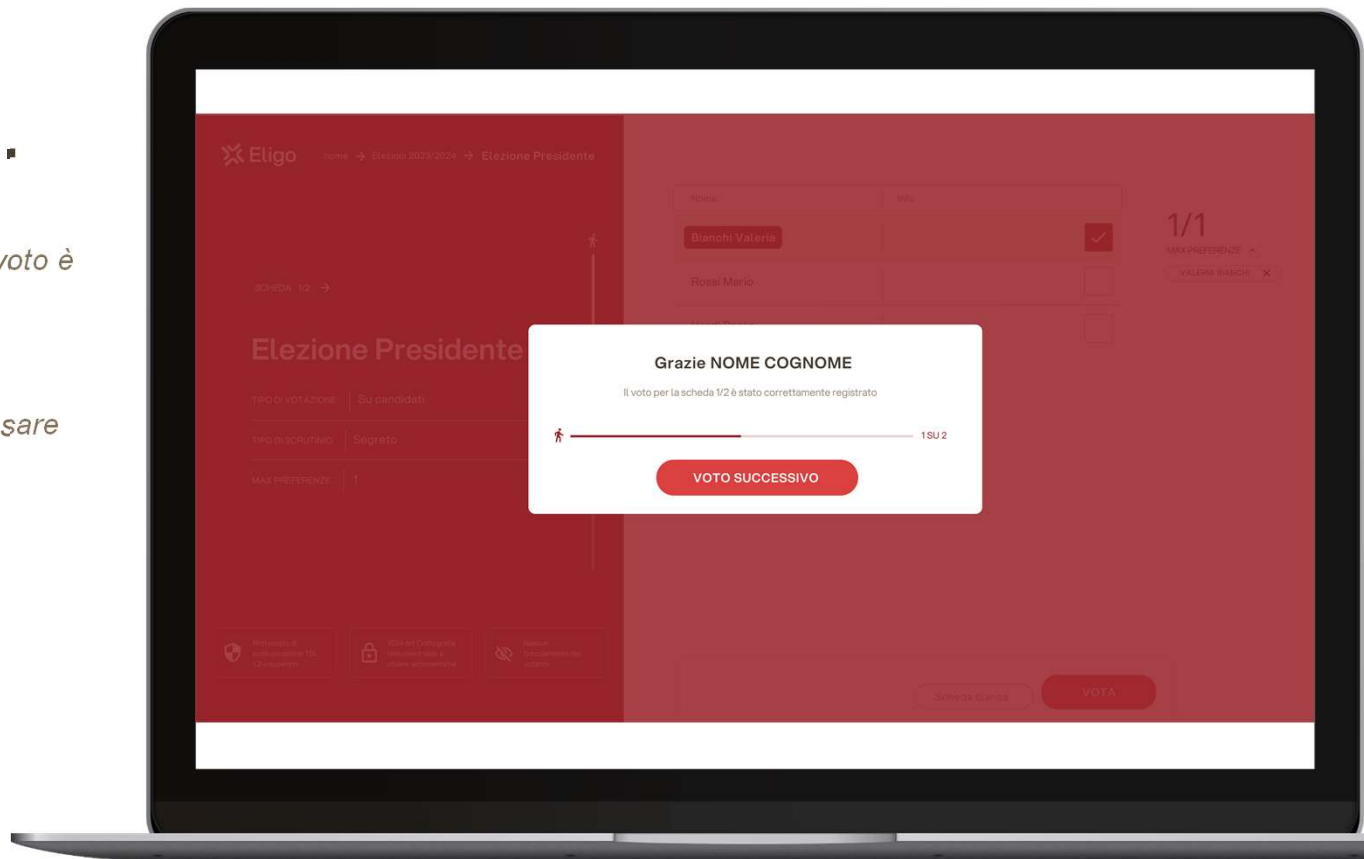 voto è
sare
Eligo
home → Elezioni 2023/2024 → Elezione Presidente
SCHEDA 1/2 →
Elezione Presidente
TIPO DI VOTAZIONE Su candidati
TIPO DI SCRUTINIO Segreto
MAX PREFERENZE 1
Nome Info
Bianchi Valeria
Rossi Mario
1/1
MAX PREFERENZE
VALERIA BIANCHI X
Grazie NOME COGNOME
Il voto per la scheda 1/2 è stato correttamente registrato
1 SU 2
VOTO SUCCESSIVO
Scheda bianca
VOTA